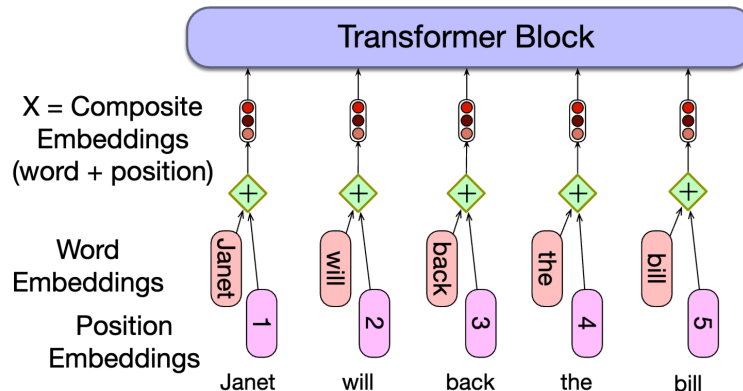 Transformer Block
X = Composite
Embeddings
(word + position)
+ + + + +
Word
Embeddings
Janet will back the bill
Position
Embeddings
1 2 3 4 5
Janet will back the bill